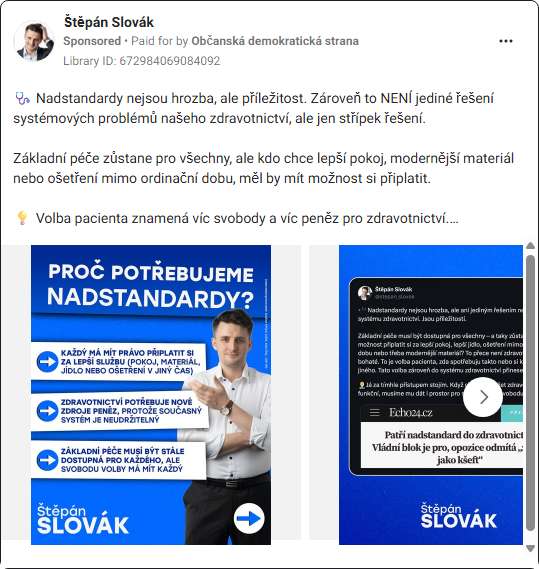 Štěpán Slovák
Sponsored • Paid for by Občanská demokratická strana
Library ID: 672984069084092
🩺 Nadstandardy nejsou hrozba, ale příležitost. Zároveň to NENÍ jediné řešení
systémových problémů našeho zdravotnictví, ale jen střípek řešení.
Základní péče zůstane pro všechny, ale kdo chce lepší pokoj, modernější materiál
nebo ošetření mimo ordinační dobu, měl by mít možnost si připlatit.
💡 Volba pacienta znamená víc svobody a víc peněz pro zdravotnictví.…
PROČ POTŘEBUJEME
NADSTANDARDY?
KAŽDÝ MÁ MÍT PRÁVO PŘIPLATIT SI
ZA LEPŠÍ SLUŽBU (POKOJ, MATERIÁL,
JÍDLO NEBO OŠETŘENÍ V JINÝ ČAS)
ZDRAVOTNICTVÍ POTŘEBUJE NOVÉ
ZDROJE PENĚZ, PROTOŽE SOUČASNÝ
SYSTÉM JE NEUDRŽITELNÝ
ZÁKLADNÍ PÉČE MUSÍ BÝT STÁLE
DOSTUPNÁ PRO KAŽDÉHO, ALE
SVOBODU VOLBY MÁ MÍT KAŽDÝ
Štěpán
SLOVÁK
Štěpán Slovák
@stepan_slovak
Nadstandardy nejsou hrozba, ale ani jediným řešením ne
systému zdravotnictví. Jsou příležitostí.
Základní péče musí být dostupná pro všechny – a taky zůsta
možnost připlatit si za lepší pokoj, lepší jídlo, ošetření mimo
dobu nebo třeba modernější materiál? To přece není
bohaté. To je volba pacienta, zda spotřebuju takto nebo si k
jiného. Tato volba zároveň do systému zdravotnictví přinese
Já za tímhle přístupem stojím. Když
funkční, musíme mu dát i prostor pro
Echo24.cz
Patří nadstandard do zdravotnict
Vládní blok je pro, opozice odmítá „
jako kšeft“
Štěpán
SLOVÁK